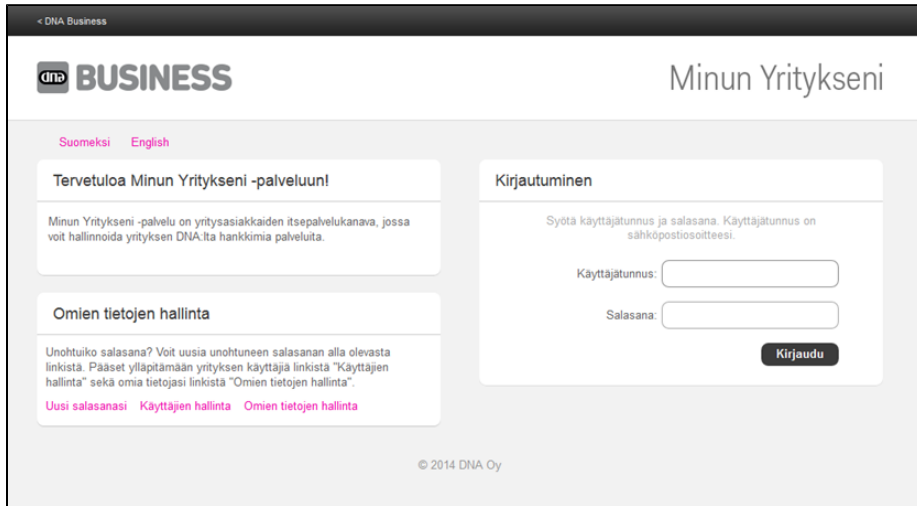 < DNA Business
dna BUSINESS
Minun Yritykseni
Suomeksi English
Tervetuloa Minun Yritykseni -palveluun!
Minun Yritykseni -palvelu on yritysasiakkaiden itsepalvelukanava, jossa
voit hallinnoida yrityksen DNA:lta hankkimia palveluita.
Omien tietojen hallinta
Unohtuiko salasana? Voit uusia unohtuneen salasanan alla olevasta
linkistä. Pääset ylläpitämään yrityksen käyttäjiä linkistä "Käyttäjien
hallinta" sekä omia tietojasi linkistä "Omien tietojen hallinta".
Uusi salasanasi Käyttäjien hallinta Omien tietojen hallinta
Kirjautuminen
Syötä käyttäjätunnus ja salasana. Käyttäjätunnus on
sähköpostiosoitteesi.
Käyttäjätunnus:
Salasana:
Kirjaudu
© 2014 DNA Oy